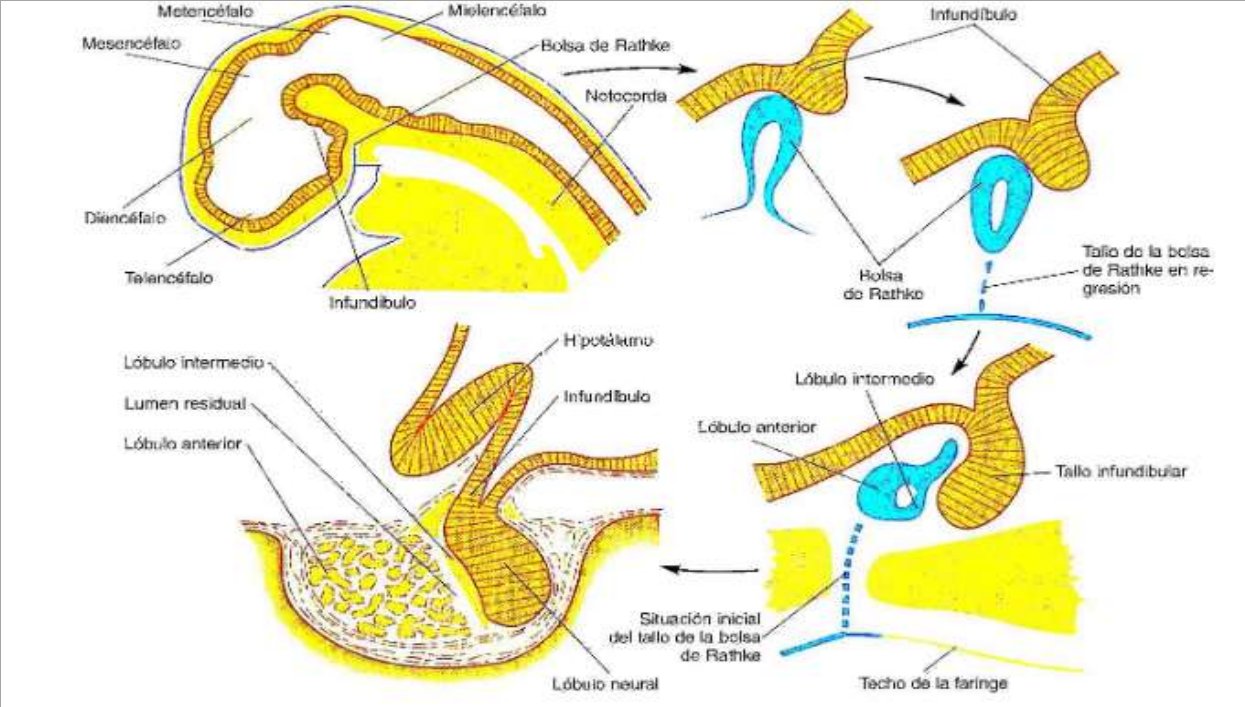 Metencéfalo
Mielencéfalo
Mesencéfalo
Bolsa de Rathke
Notocorda
Diencéfalo
Telencéfalo
Infundíbulo
Infundíbulo
Bolsa
de Rathke
Tallo de la bolsa
de Rathke en re-
gresión
Lóbulo intermedio
Lóbulo anterior
Tallo infundibular
Situación inicial
del tallo de la bolsa
de Rathke
Techo de la faringe
Hipotálamo
Lóbulo intermedio
Infundíbulo
Lumen residual
Lóbulo anterior
Lóbulo neural